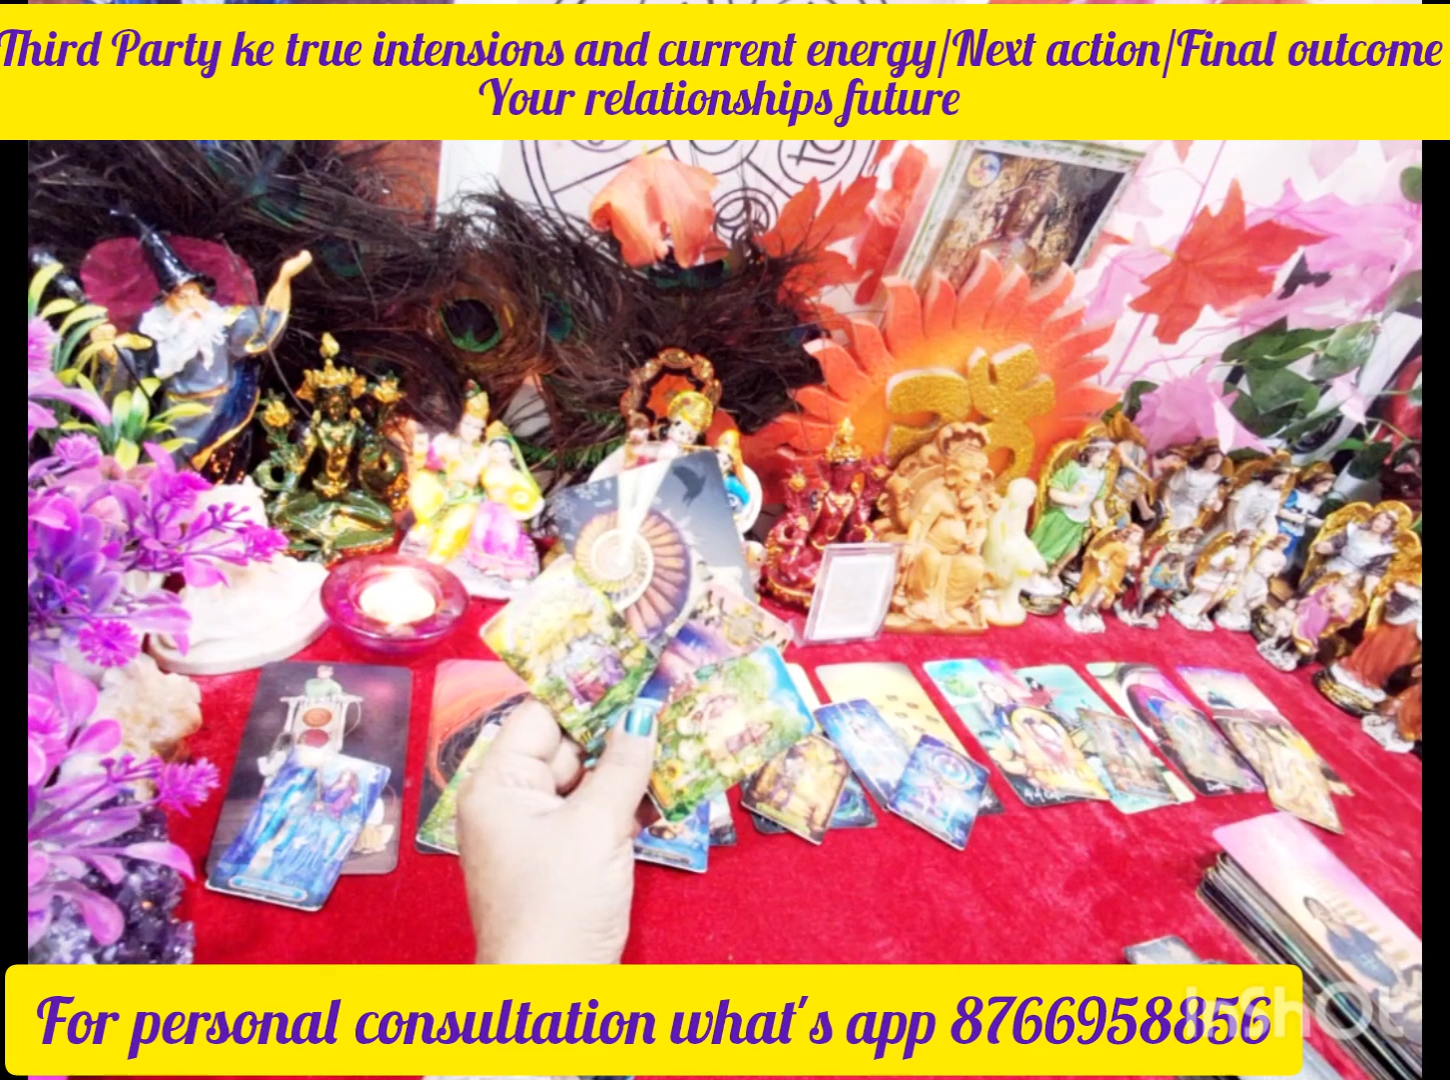 Third Party ke true intensions and current energy/Next action/Final outcome
Your relationships future
For personal consultation what's app 8766958856
InShOt